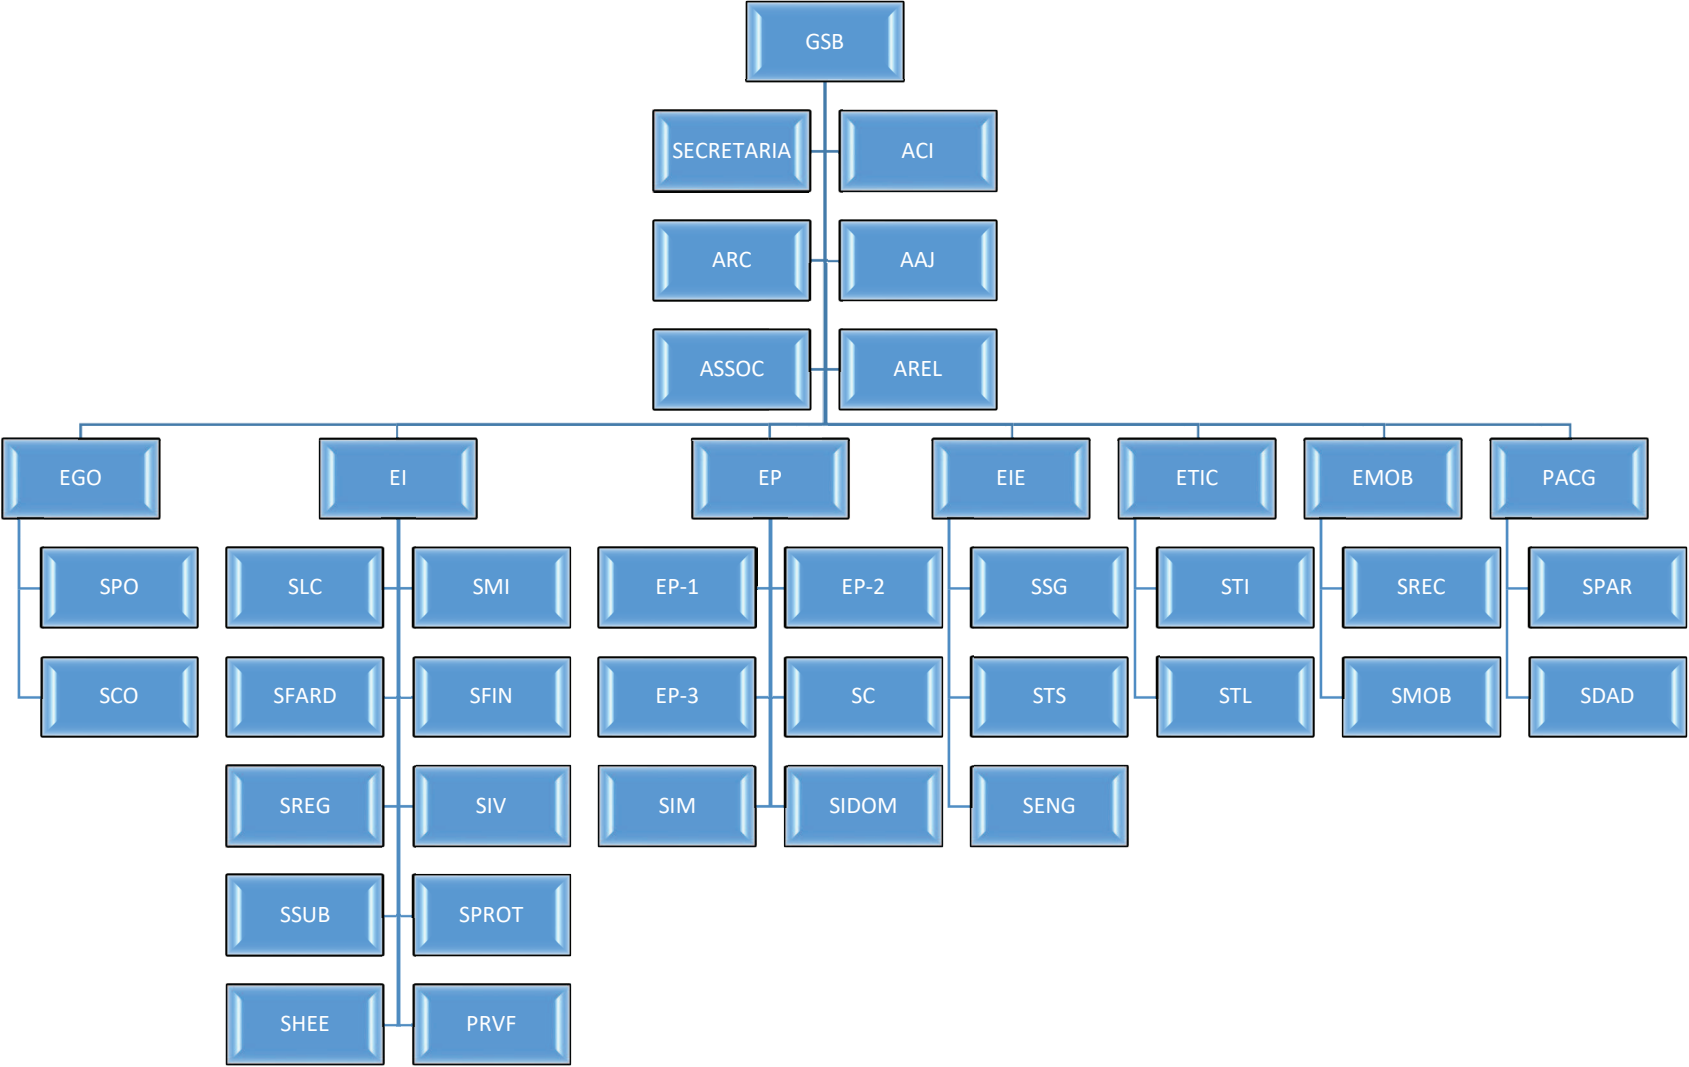 GSB
SECRETARIA
ACI
ARC
AAJ
ASSOC
AREL
EGO
EI
EP
EIE
ETIC
EMOB
PACG
SPO
SLC
SMI
EP-1
EP-2
SSG
STI
SREC
SPAR
SCO
SFARD
SFIN
EP-3
SC
STS
STL
SMOB
SDAD
SREG
SIV
SIM
SIDOM
SENG
SSUB
SPROT
SHEE
PRVF